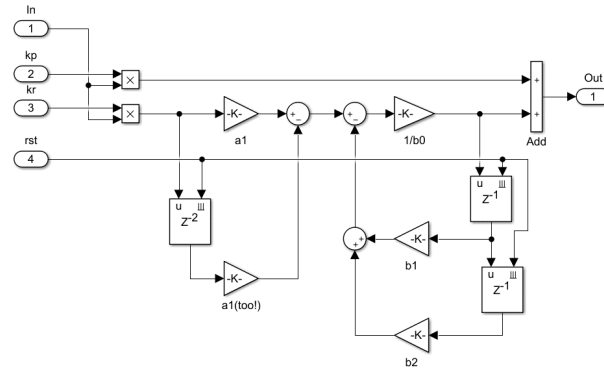 In
1
kp
2
kr
3
rst
4
×
×
-K-
a1
+
−
+
−
-K-
1/b0
+
+
Add
Out
1
u
Z-2
-K-
a1(too!)
u
Z-1
+
+
-K-
b1
u
Z-1
-K-
b2